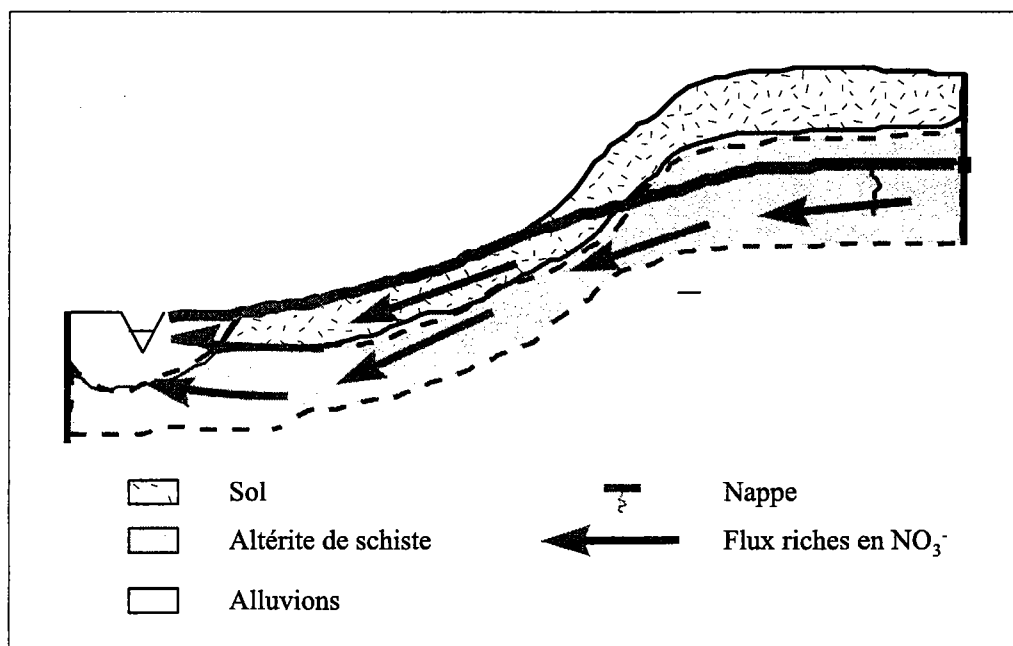 Sol
Nappe
Altérite de schiste
Flux riches en NO₃⁻
Alluvions